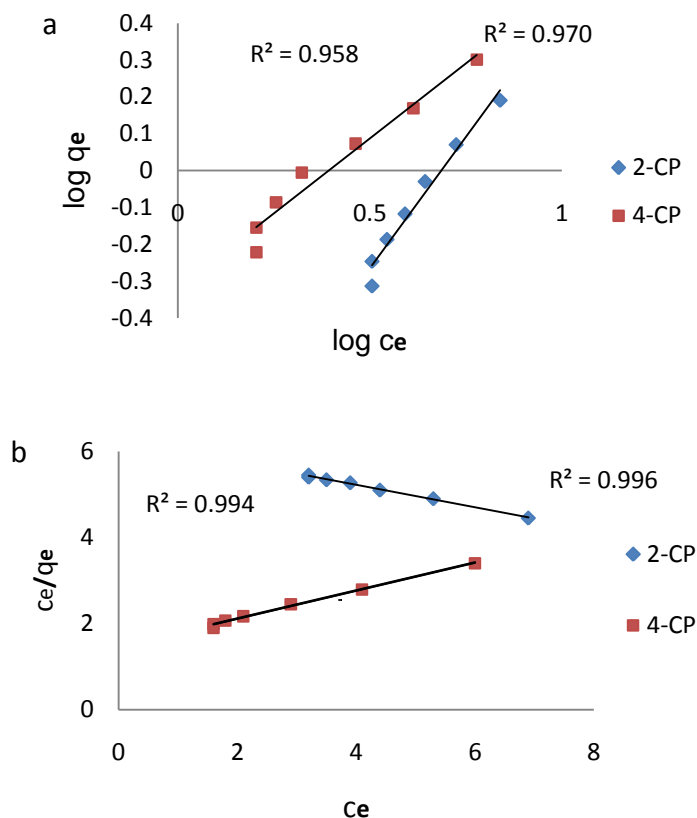 a
0.4
0.3
0.2
0.1
0
-0.1
-0.2
-0.3
-0.4
0
0.5
1
R² = 0.958
R² = 0.970
log qe
log ce
2-CP
4-CP
b
6
4
2
0
0
2
4
6
8
R² = 0.994
R² = 0.996
ce/qe
ce
2-CP
4-CP